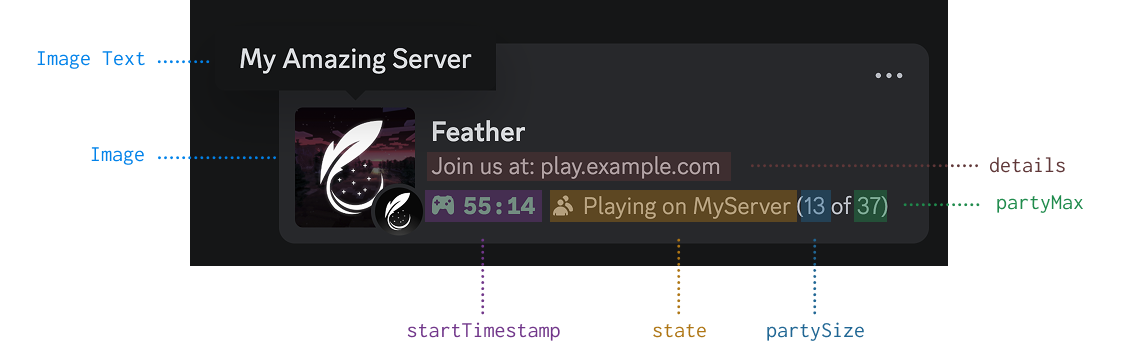 Image Text
My Amazing Server
Image
Feather
Join us at: play.example.com
details
55:14 Playing on MyServer (13 of 37)
partyMax
startTimestamp
state
partySize